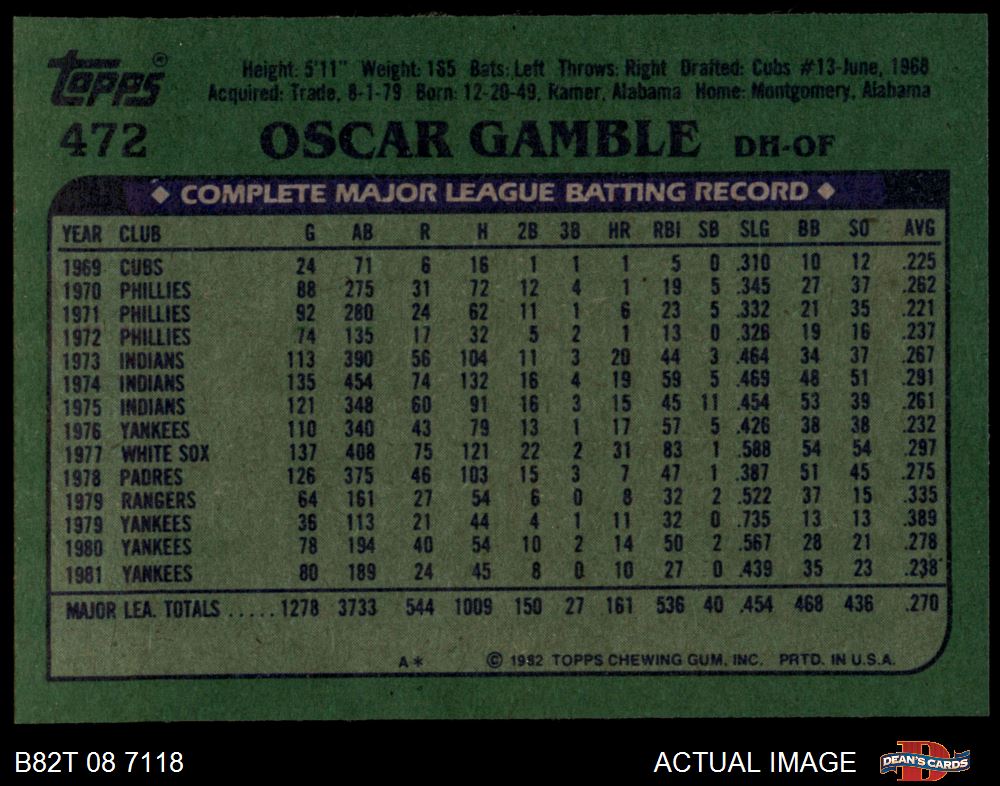 Topps®
Height: 5'11" Weight: 185 Bats: Left Throws: Right Drafted: Cubs #13-June, 1968
Acquired: Trade, 8-1-79 Born: 12-20-49, Ramer, Alabama Home: Montgomery, Alabama
472 OSCAR GAMBLE DH-OF
◆ COMPLETE MAJOR LEAGUE BATTING RECORD ◆
YEAR CLUB G AB R H 2B 3B HR RBI SB SLG BB SO AVG
1969 CUBS 24 71 6 16 1 1 1 5 0 .310 10 12 .225
1970 PHILLIES 88 275 31 72 12 4 1 19 5 .345 27 37 .262
1971 PHILLIES 92 280 24 62 11 1 6 23 5 .332 21 35 .221
1972 PHILLIES 74 135 17 32 5 2 1 13 0 .326 19 16 .237
1973 INDIANS 113 390 56 104 11 3 20 44 3 .464 34 37 .267
1974 INDIANS 135 454 74 132 16 4 19 59 5 .469 48 51 .291
1975 INDIANS 121 348 60 91 16 3 15 45 11 .454 53 39 .261
1976 YANKEES 110 340 43 79 13 1 17 57 5 .426 38 38 .232
1977 WHITE SOX 137 408 75 121 22 2 31 83 1 .588 54 54 .297
1978 PADRES 126 375 46 103 15 3 7 47 1 .387 51 45 .275
1979 RANGERS 64 161 27 54 6 0 8 32 2 .522 37 15 .335
1979 YANKEES 36 113 21 44 4 1 11 32 0 .735 13 13 .389
1980 YANKEES 78 194 40 54 10 2 14 50 2 .567 28 21 .278
1981 YANKEES 80 189 24 45 8 0 10 27 0 .439 35 23 .238
MAJOR LEA. TOTALS ..... 1278 3733 544 1009 150 27 161 536 40 .454 468 436 .270
A* © 1982 TOPPS CHEWING GUM, INC. PRTD. IN U.S.A.
B82T 08 7118 ACTUAL IMAGE DEAN'S CARDS